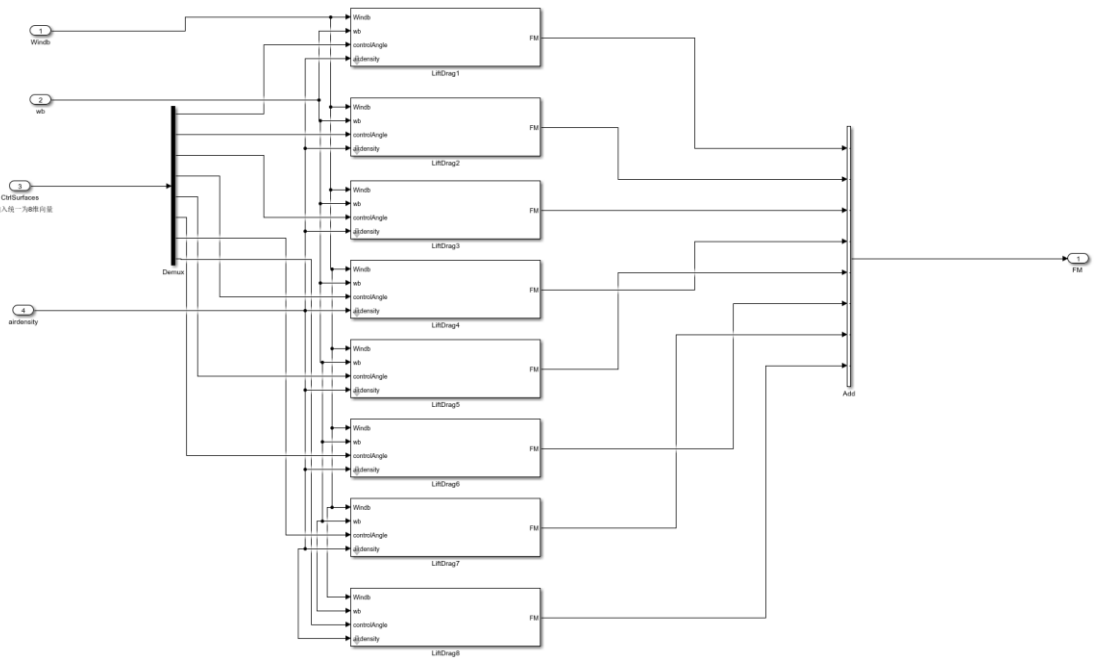 1
Windb
2
wb
3
CtrlSurfaces
入统一为8维向量
4
airdensity
Demux
Windb
wb
controlAngle
airdensity
FM
LiftDrag1
Windb
wb
controlAngle
airdensity
FM
LiftDrag2
Windb
wb
controlAngle
airdensity
FM
LiftDrag3
Windb
wb
controlAngle
airdensity
FM
LiftDrag4
Windb
wb
controlAngle
airdensity
FM
LiftDrag5
Windb
wb
controlAngle
airdensity
FM
LiftDrag6
Windb
wb
controlAngle
airdensity
FM
LiftDrag7
Windb
wb
controlAngle
airdensity
FM
LiftDrag8
Add
1
FM